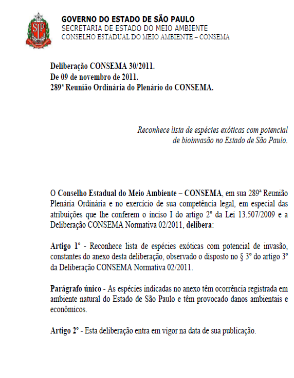 GOVERNO DO ESTADO DE SÃO PAULO
SECRETARIA DE ESTADO DO MEIO AMBIENTE
CONSELHO ESTADUAL DO MEIO AMBIENTE – CONSEMA
Deliberação CONSEMA 30/2011.
De 09 de novembro de 2011.
289ª Reunião Ordinária do Plenário do CONSEMA.
Reconhece lista de espécies exóticas com potencial
de bioinvasão no Estado de São Paulo.
O Conselho Estadual do Meio Ambiente – CONSEMA, em sua 289ª Reunião
Plenária Ordinária e no exercício de sua competência legal, em especial das
atribuições que lhe conferem o inciso I do artigo 2º da Lei 13.507/2009 e a
Deliberação CONSEMA Normativa 02/2011, delibera:
Artigo 1º - Reconhece lista de espécies exóticas com potencial de invasão,
constantes do anexo desta deliberação, observado o disposto no § 3º do artigo 3º
da Deliberação CONSEMA Normativa 02/2011.
Parágrafo único - As espécies indicadas no anexo têm ocorrência registrada em
ambiente natural do Estado de São Paulo e têm provocado danos ambientais e
econômicos.
Artigo 2º - Esta deliberação entra em vigor na data de sua publicação.